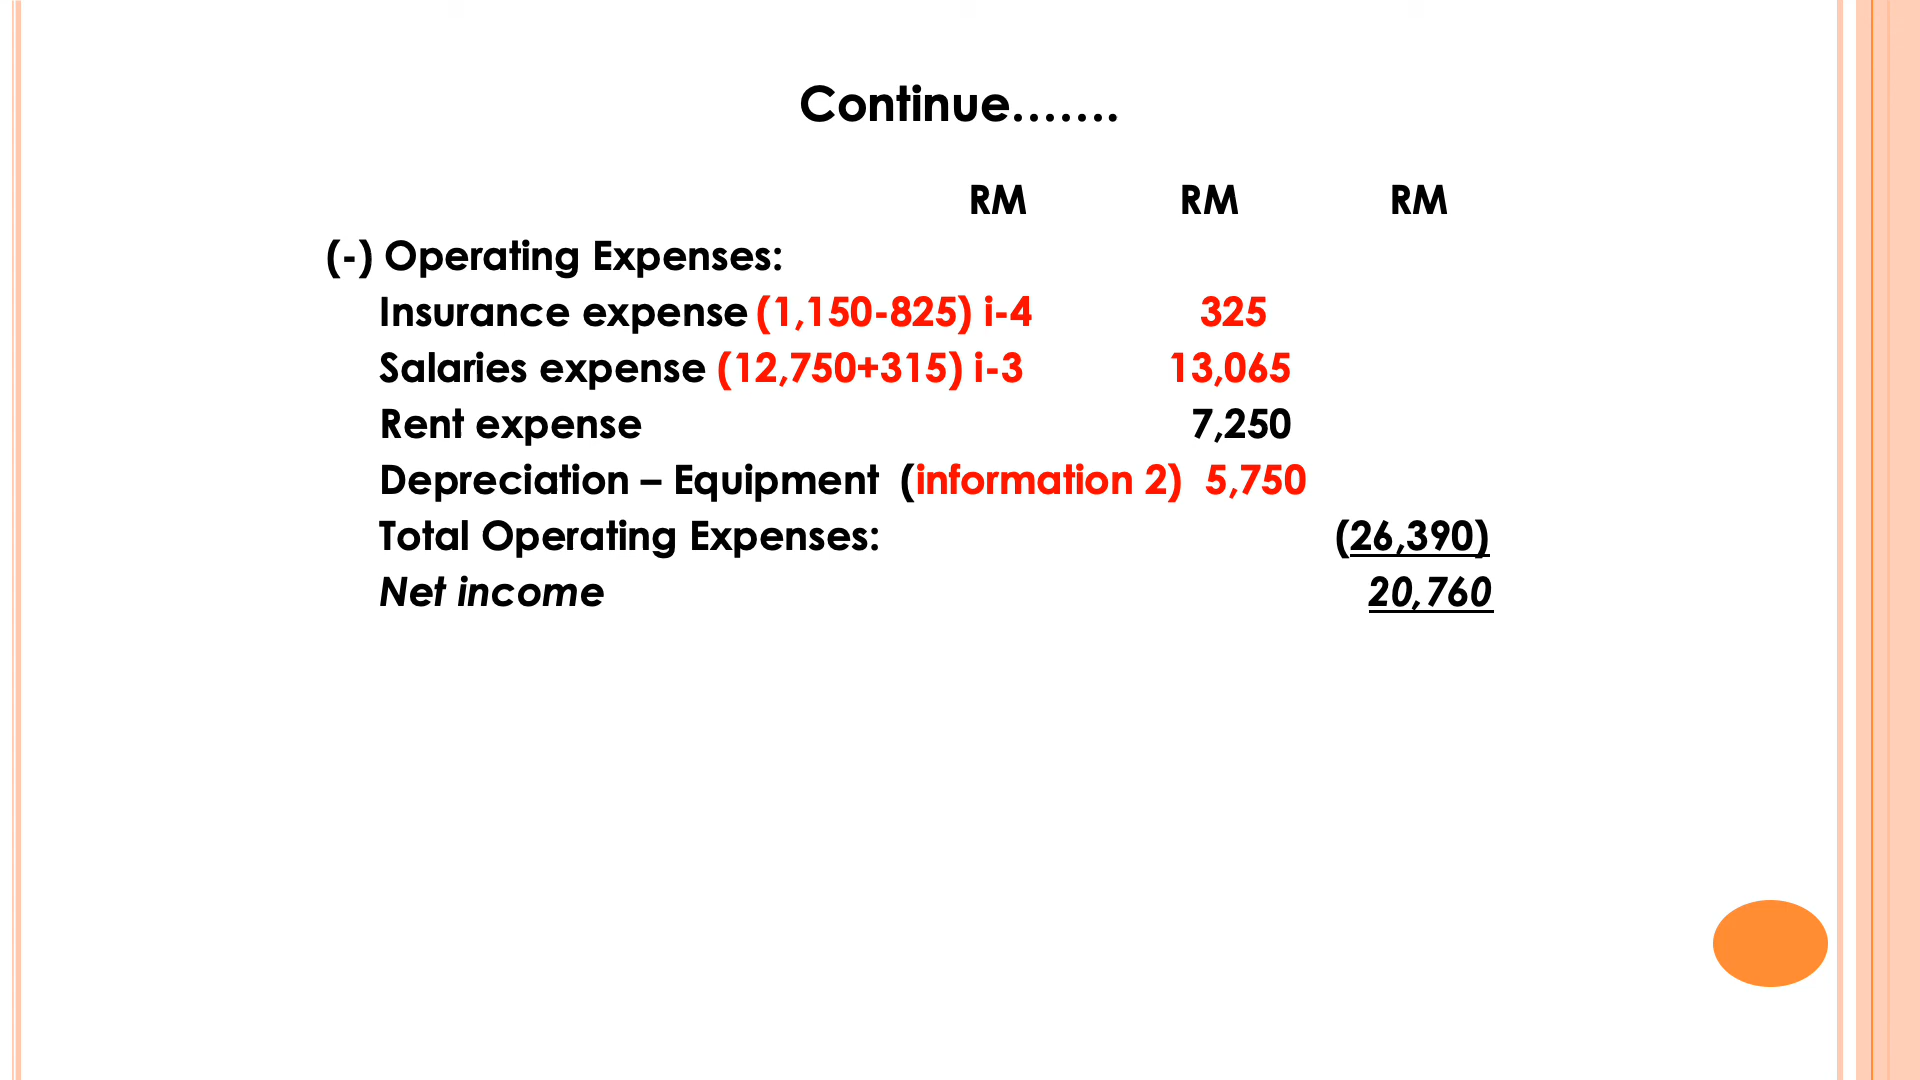 Continue…….
RM RM RM
(-) Operating Expenses:
Insurance expense (1,150-825) i-4 325
Salaries expense (12,750+315) i-3 13,065
Rent expense 7,250
Depreciation – Equipment (information 2) 5,750
Total Operating Expenses: (26,390)
Net income 20,760